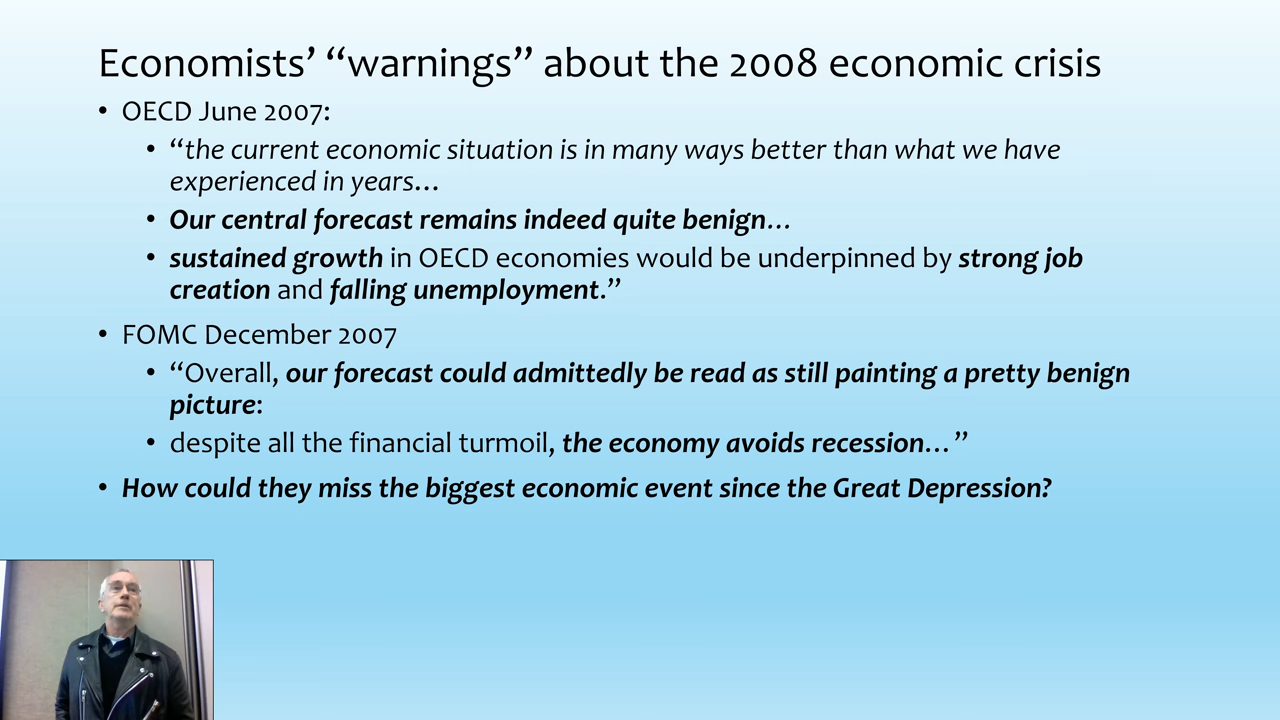 Economists’ “warnings” about the 2008 economic crisis
• OECD June 2007:
• “the current economic situation is in many ways better than what we have
experienced in years…
• Our central forecast remains indeed quite benign…
• sustained growth in OECD economies would be underpinned by strong job
creation and falling unemployment.”
• FOMC December 2007
• “Overall, our forecast could admittedly be read as still painting a pretty benign
picture:
• despite all the financial turmoil, the economy avoids recession…”
• How could they miss the biggest economic event since the Great Depression?